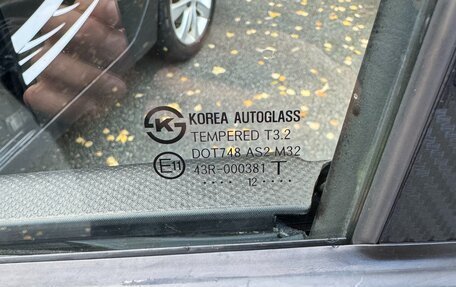 KOREA AUTOGLASS
TEMPERED T3.2
DOT748 AS2 M32
E11 43R-000381 T
.... 12 ....